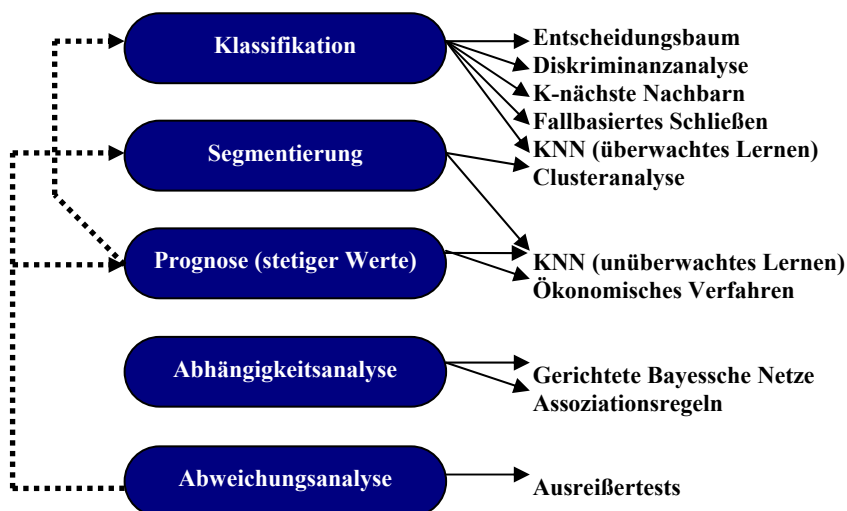 Klassifikation
Entscheidungsbaum
Diskriminanzanalyse
K-nächste Nachbarn
Fallbasiertes Schließen
KNN (überwachtes Lernen)
Segmentierung
Clusteranalyse
Prognose (stetiger Werte)
KNN (unüberwachtes Lernen)
Ökonomisches Verfahren
Abhängigkeitsanalyse
Gerichtete Bayessche Netze
Assoziationsregeln
Abweichungsanalyse
Ausreißertests